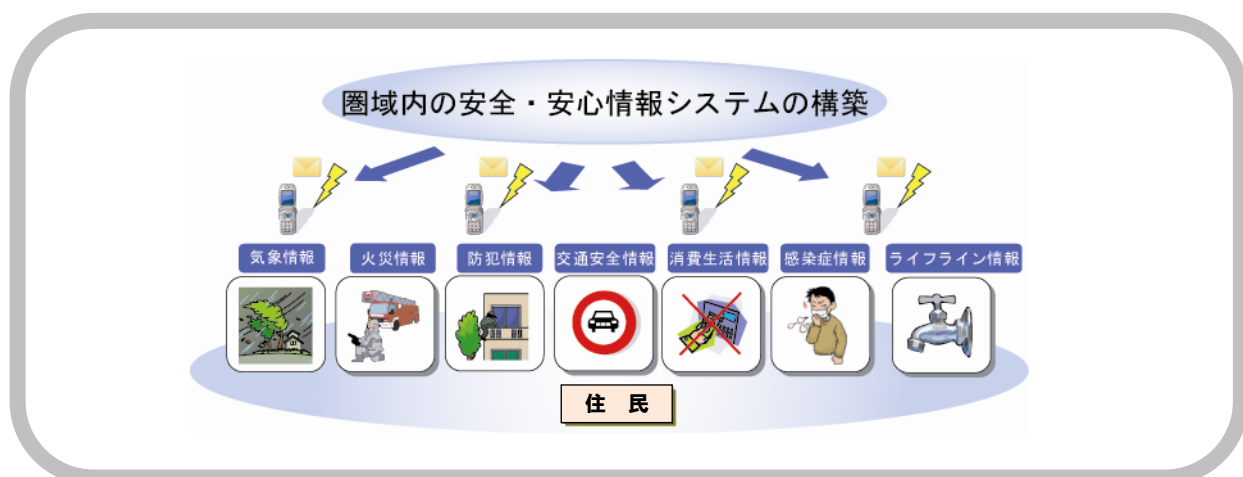 圏域内の安全・安心情報システムの構築
気象情報 火災情報 防犯情報 交通安全情報 消費生活情報 感染症情報 ライフライン情報
住 民